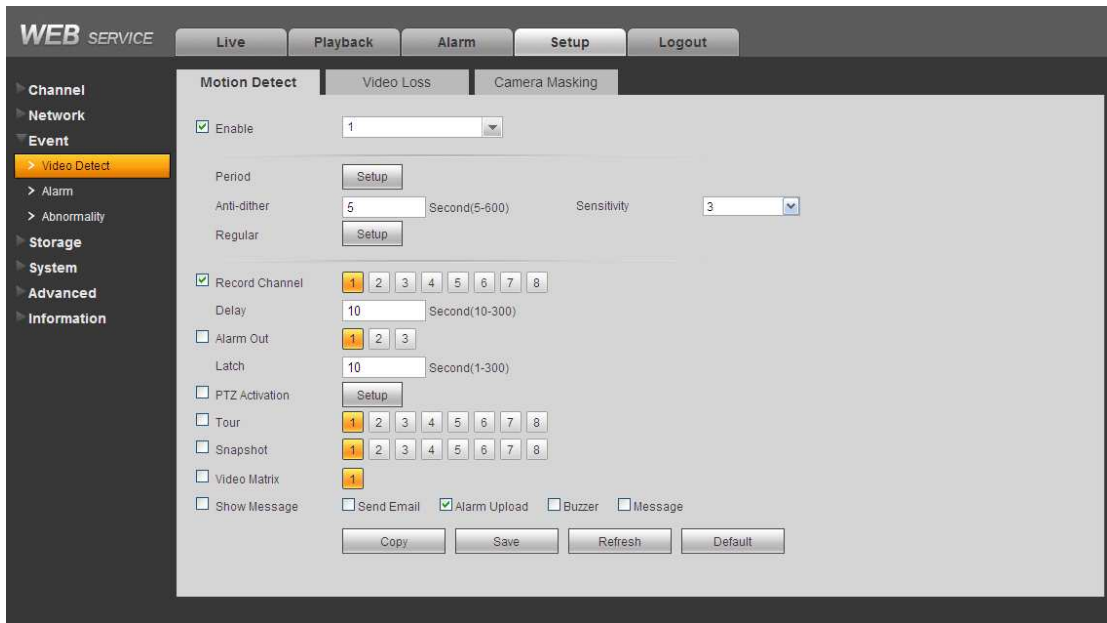 WEB SERVICE
Live Playback Alarm Setup Logout
Channel
Network
Event
> Video Detect
> Alarm
> Abnormality
Storage
System
Advanced
Information
Motion Detect Video Loss Camera Masking
Enable 1
Period Setup
Anti-dither 5 Second(5-600) Sensitivity 3
Regular Setup
Record Channel 1 2 3 4 5 6 7 8
Delay 10 Second(10-300)
Alarm Out 1 2 3
Latch 10 Second(1-300)
PTZ Activation Setup
Tour 1 2 3 4 5 6 7 8
Snapshot 1 2 3 4 5 6 7 8
Video Matrix 1
Show Message Send Email Alarm Upload Buzzer Message
Copy Save Refresh Default